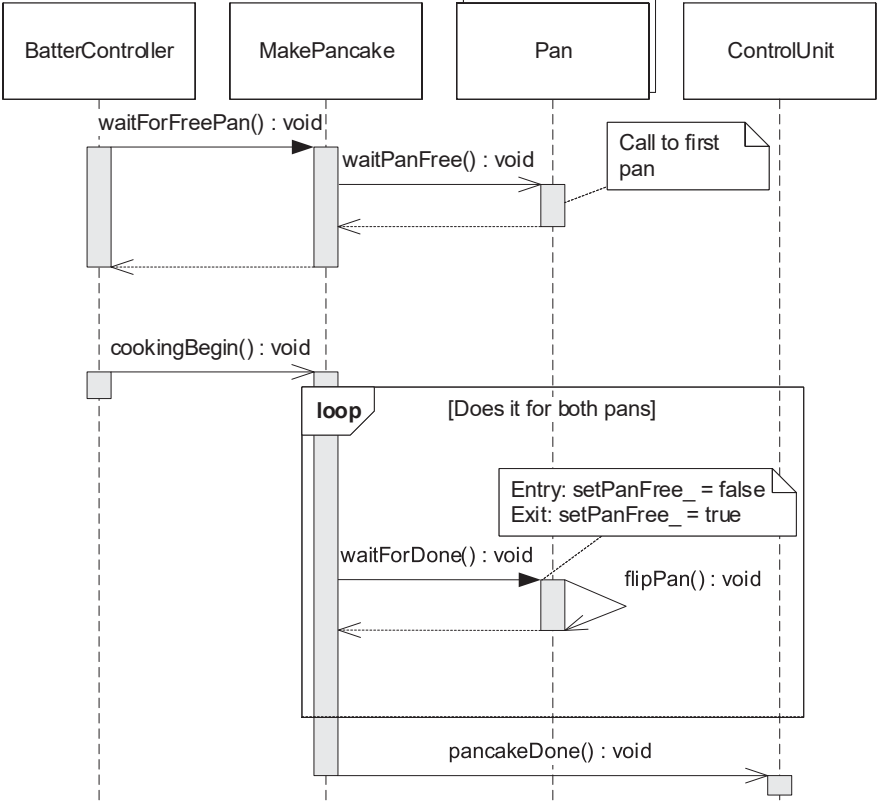 BatterController
MakePancake
Pan
ControlUnit
waitForFreePan() : void
waitPanFree() : void
Call to first
pan
cookingBegin() : void
loop
[Does it for both pans]
Entry: setPanFree_ = false
Exit: setPanFree_ = true
waitForDone() : void
flipPan() : void
pancakeDone() : void